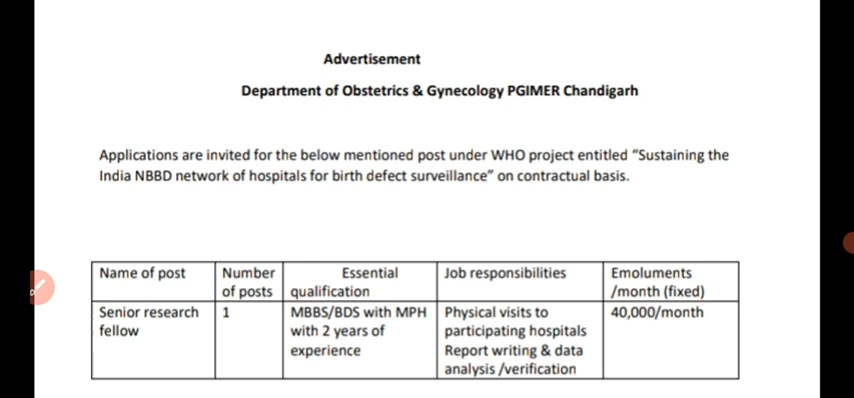 Advertisement
Department of Obstetrics & Gynecology PGIMER Chandigarh
Applications are invited for the below mentioned post under WHO project entitled “Sustaining the
India NBBD network of hospitals for birth defect surveillance” on contractual basis.
Name of post
Number
of posts
Essential
qualification
Job responsibilities
Emoluments
/month (fixed)
Senior research
fellow
1
MBBS/BDS with MPH
with 2 years of
experience
Physical visits to
participating hospitals
Report writing & data
analysis /verification
40,000/month